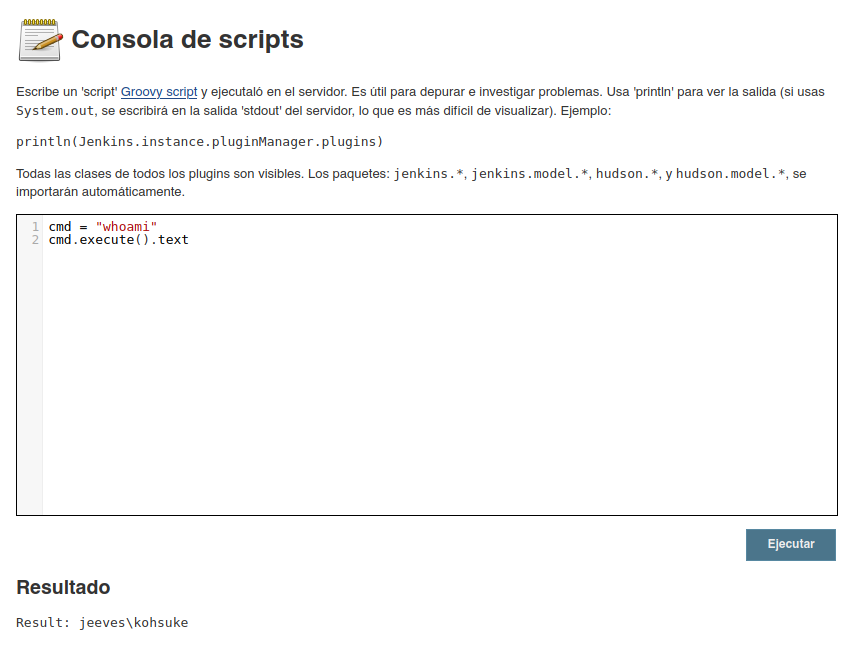 Consola de scripts
Escribe un 'script' Groovy script y ejecutaló en el servidor. Es útil para depurar e investigar problemas. Usa 'println' para ver la salida (si usas
System.out, se escribirá en la salida 'stdout' del servidor, lo que es más difícil de visualizar). Ejemplo:
println(Jenkins.instance.pluginManager.plugins)
Todas las clases de todos los plugins son visibles. Los paquetes: jenkins.*, jenkins.model.*, hudson.*, y hudson.model.*, se
importarán automáticamente.
1 cmd = "whoami"
2 cmd.execute().text
Ejecutar
Resultado
Result: jeeves\kohsuke